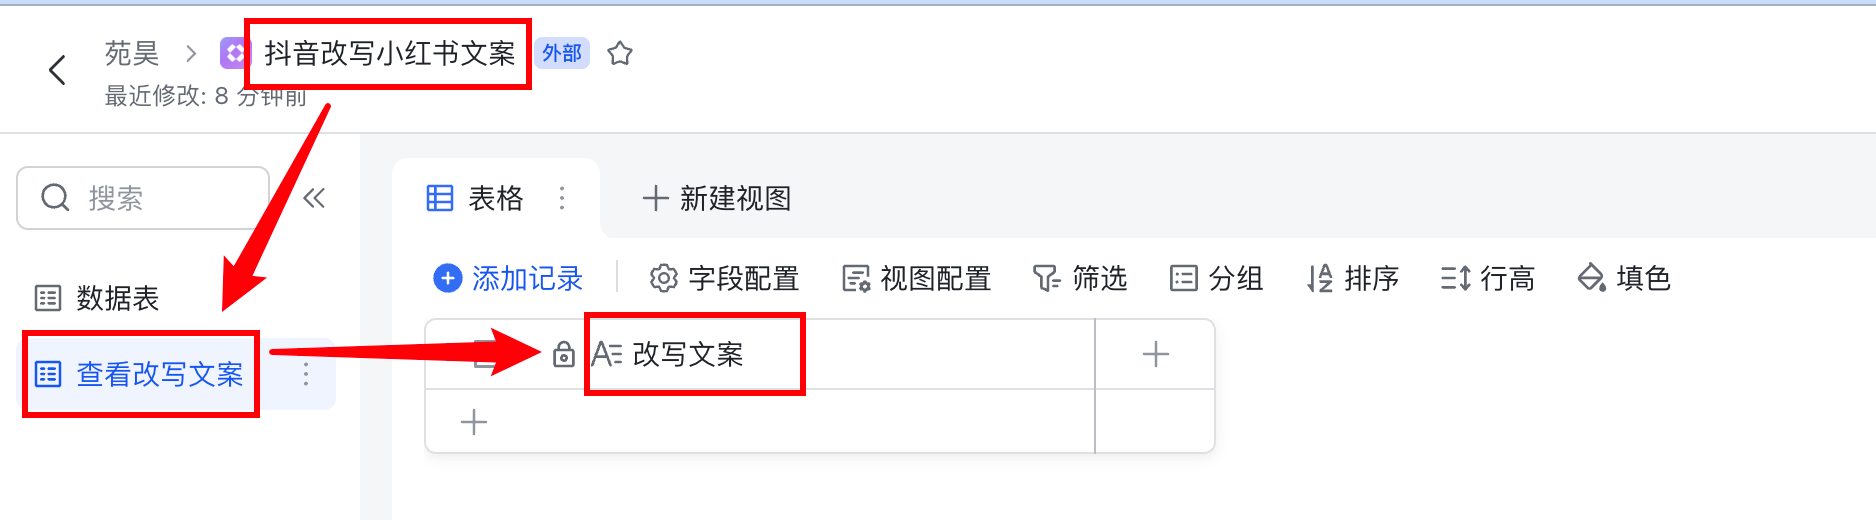 苑昊 > 抖音改写小红书文案 外部
最近修改: 8 分钟前
搜索
表格
新建视图
数据表
查看改写文案
添加记录 字段配置 视图配置 筛选 分组 排序 行高 填色
改写文案